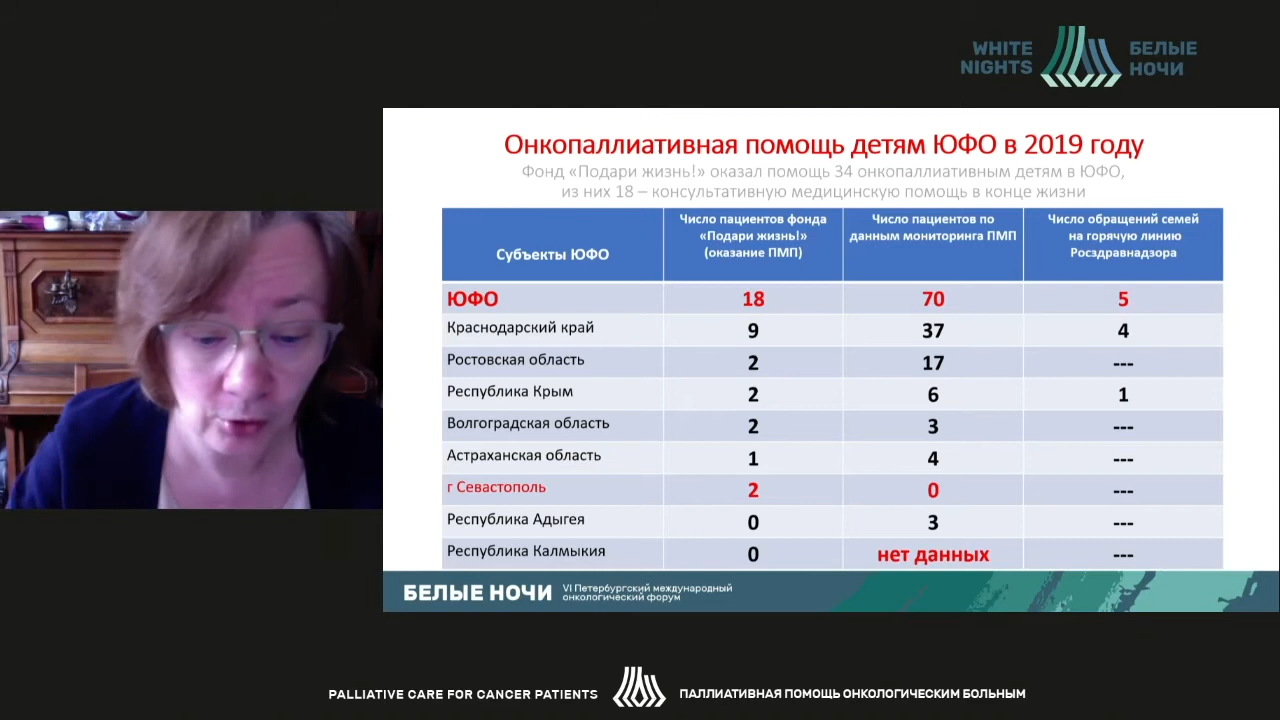 WHITE
NIGHTS
БЕЛЫЕ
НОЧИ
Онкопаллиативная помощь детям ЮФО в 2019 году
Фонд «Подари жизнь!» оказал помощь 34 онкопаллиативным детям в ЮФО,
из них 18 – консультативную медицинскую помощь в конце жизни
Субъекты ЮФО
Число пациентов фонда
«Подари жизнь!»
(оказание ПМП)
Число пациентов по
данным мониторинга ПМП
Число обращений семей
на горячую линию
Росздравнадзора
ЮФО 18 70 5
Краснодарский край 9 37 4
Ростовская область 2 17 ---
Республика Крым 2 6 1
Волгоградская область 2 3 ---
Астраханская область 1 4 ---
г Севастополь 2 0 ---
Республика Адыгея 0 3 ---
Республика Калмыкия 0 нет данных ---
БЕЛЫЕ НОЧИ
VI Петербургский международный
онкологический форум
PALLIATIVE CARE FOR CANCER PATIENTS
ПАЛЛИАТИВНАЯ ПОМОЩЬ ОНКОЛОГИЧЕСКИМ БОЛЬНЫМ